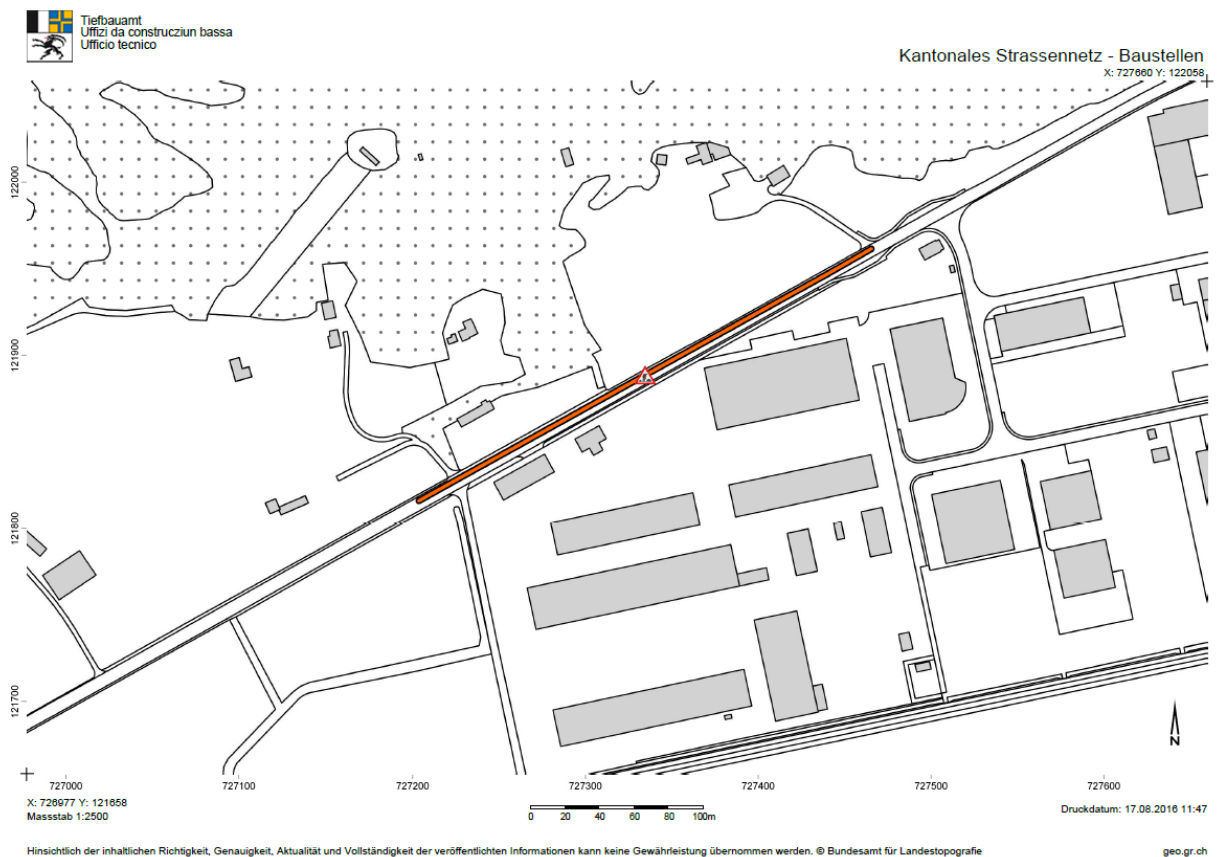 Tiefbauamt
Uffizi da construcziun bassa
Ufficio tecnico
Kantonales Strassennetz - Baustellen
X: 727660 Y: 122058
122000
121900
121800
121700
N
727000
727100
727200
727300
727400
727500
727600
X: 726977 Y: 121658
Massstab 1:2500
0 20 40 60 80 100m
Druckdatum: 17.08.2016 11:47
Hinsichtlich der inhaltlichen Richtigkeit, Genauigkeit, Aktualität und Vollständigkeit der veröffentlichten Informationen kann keine Gewährleistung übernommen werden. © Bundesamt für Landestopografie
geo.gr.ch